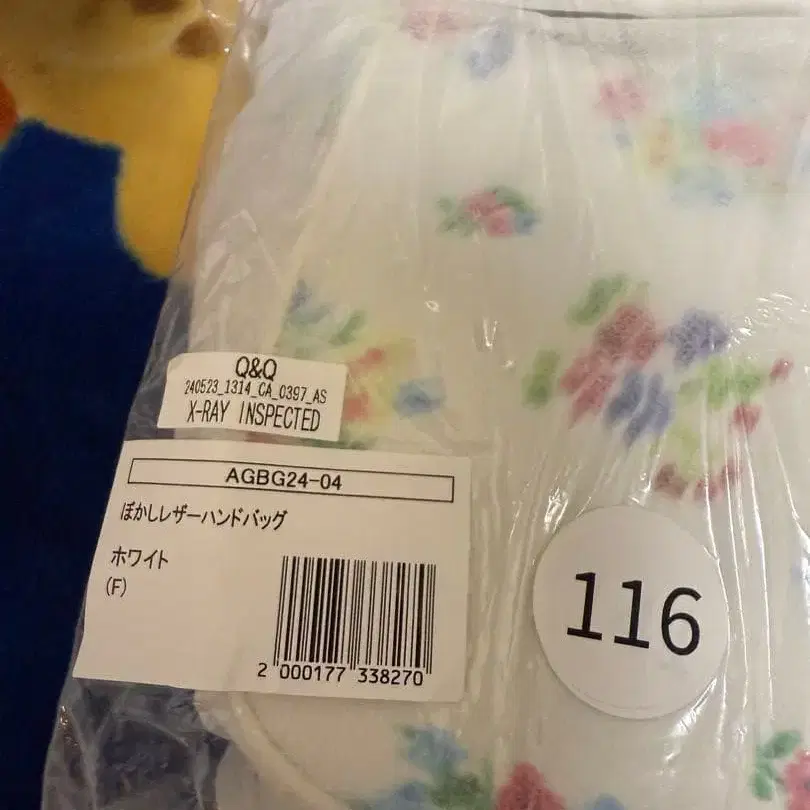 Q&Q
240523_1314_CA_0397_AS
X-RAY INSPECTED
AGBG24-04
ぼかしレザーハンドバッグ
ホワイト
(F)
2 000177 338270
116